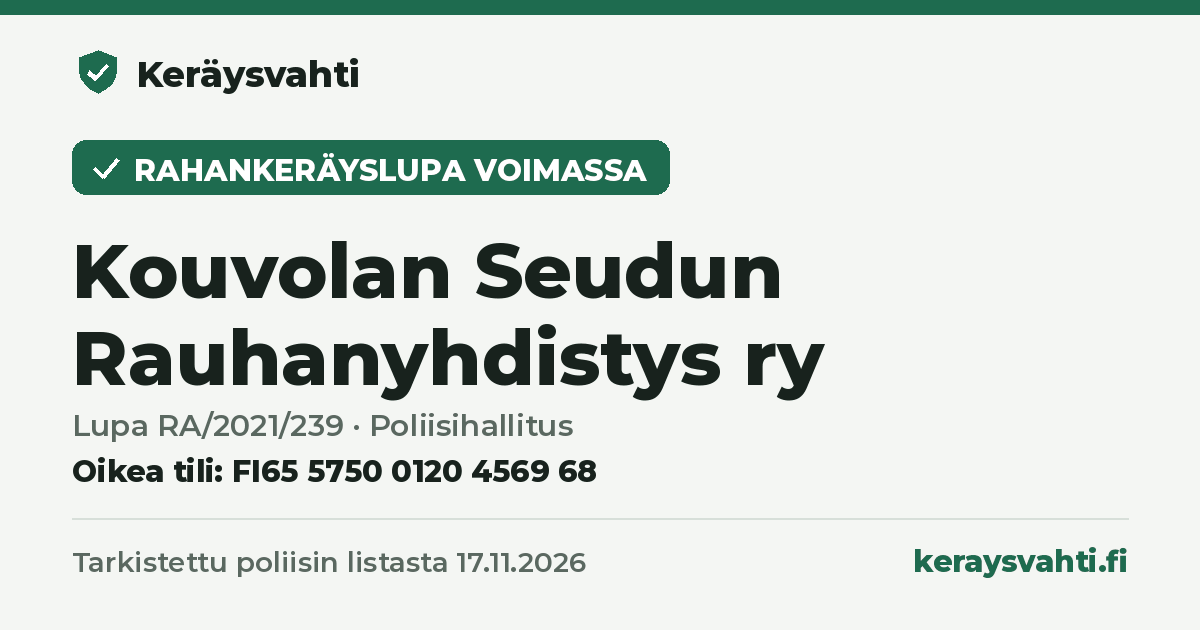 Keräysvahti
RAHANKERÄYSLUPA VOIMASSA
Kouvolan Seudun
Rauhanyhdistys ry
Lupa RA/2021/239 · Poliisihallitus
Oikea tili: FI65 5750 0120 4569 68
Tarkistettu poliisin listasta 17.11.2026
keraysvahti.fi